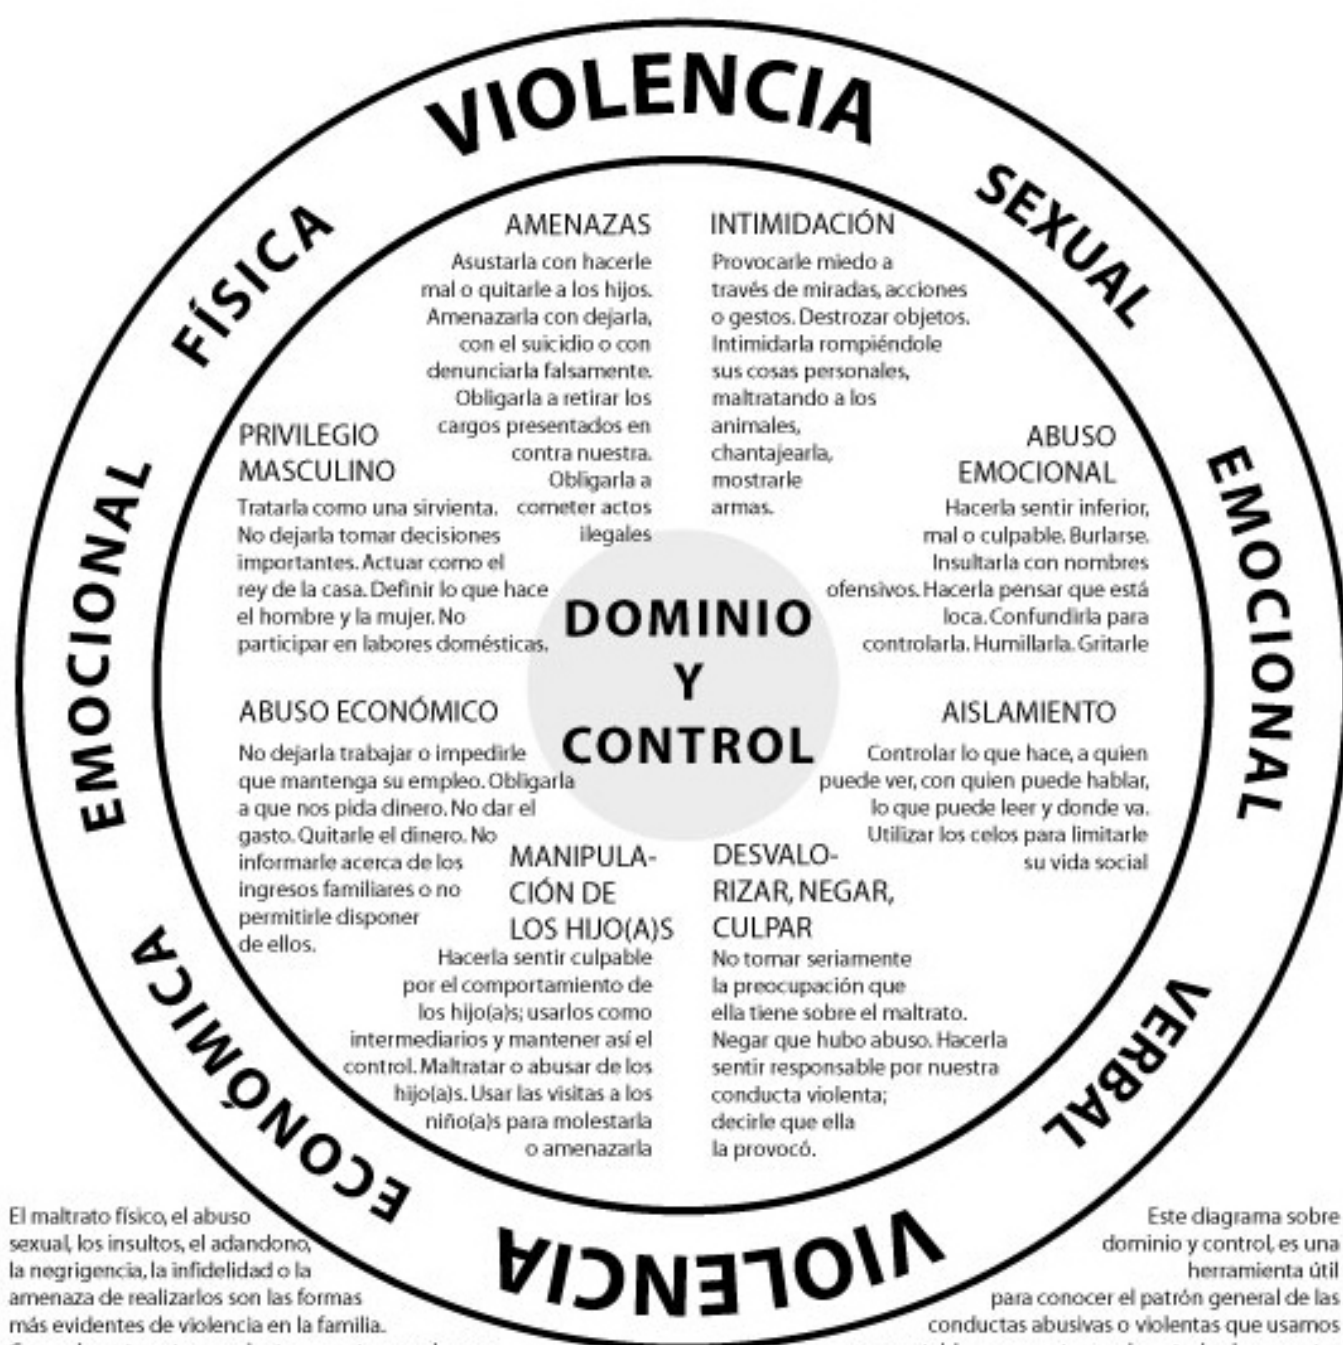 VIOLENCIA
FÍSICA
SEXUAL
EMOCIONAL
EMOCIONAL
ECONÓMICA
VERBAL
VIOLENCIA
AMENAZAS
Asustarla con hacerle
mal o quitarle a los hijos.
Amenazarla con dejarla,
con el suicidio o con
denunciarla falsamente.
Obligarla a retirar los
cargos presentados en
contra nuestra.
Obligarla a
cometer actos
ilegales
INTIMIDACIÓN
Provocarle miedo a
través de miradas, acciones
o gestos. Destrozar objetos.
Intimidarla rompiéndole
sus cosas personales,
maltratando a los
animales,
chantajearla,
mostrarle
armas.
PRIVILEGIO
MASCULINO
Tratarla como una sirvienta.
No dejarla tomar decisiones
importantes. Actuar como el
rey de la casa. Definir lo que hace
el hombre y la mujer. No
participar en labores domésticas.
ABUSO
EMOCIONAL
Hacerla sentir inferior,
mal o culpable. Burlarse.
Insultarla con nombres
ofensivos. Hacerla pensar que está
loca. Confundirla para
controlarla. Humillarla. Gritarle
DOMINIO
Y
CONTROL
ABUSO ECONÓMICO
No dejarla trabajar o impedirle
que mantenga su empleo. Obligarla
a que nos pida dinero. No dar el
gasto. Quitarle el dinero. No
informarle acerca de los
ingresos familiares o no
permitirle disponer
de ellos.
AISLAMIENTO
Controlar lo que hace, a quien
puede ver, con quien puede hablar,
lo que puede leer y donde va.
Utilizar los celos para limitarle
su vida social
MANIPULA-
CIÓN DE
LOS HIJO(A)S
Hacerla sentir culpable
por el comportamiento de
los hijo(a)s; usarlos como
intermediarios y mantener así el
control. Maltratar o abusar de los
hijo(a)s. Usar las visitas a los
niño(a)s para molestarla
o amenazarla
DESVALO-
RIZAR, NEGAR,
CULPAR
No tomar seriamente
la preocupación que
ella tiene sobre el maltrato.
Negar que hubo abuso. Hacerla
sentir responsable por nuestra
conducta violenta;
decirle que ella
la provocó.
El maltrato físico, el abuso
sexual, los insultos, el adandono,
la negrigencia, la infidelidad o la
amenaza de realizarlos son las formas
más evidentes de violencia en la familia.
Este diagrama sobre
dominio y control, es una
herramienta útil
para conocer el patrón general de las
conductas abusivas o violentas que usamos